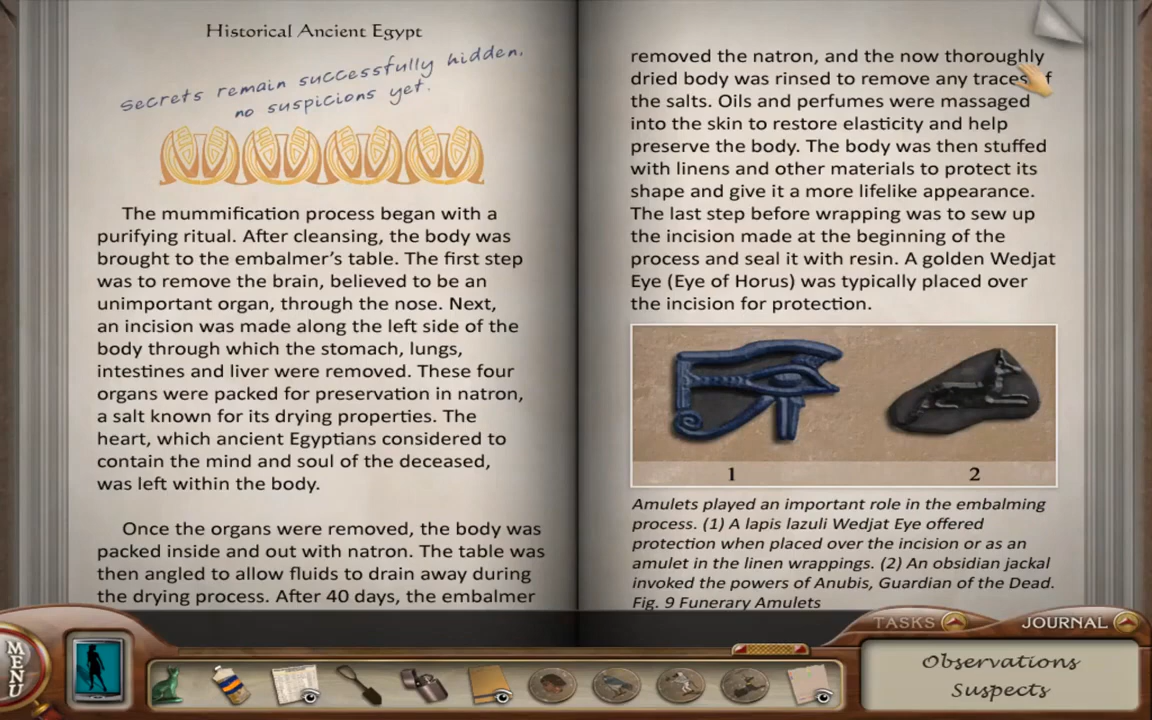 Historical Ancient Egypt
Secrets remain successfully hidden.
no suspicions yet.
The mummification process began with a
purifying ritual. After cleansing, the body was
brought to the embalmer's table. The first step
was to remove the brain, believed to be an
unimportant organ, through the nose. Next,
an incision was made along the left side of the
body through which the stomach, lungs,
intestines and liver were removed. These four
organs were packed for preservation in natron,
a salt known for its drying properties. The
heart, which ancient Egyptians considered to
contain the mind and soul of the deceased,
was left within the body.
Once the organs were removed, the body was
packed inside and out with natron. The table was
then angled to allow fluids to drain away during
the drying process. After 40 days, the embalmer
removed the natron, and the now thoroughly
dried body was rinsed to remove any traces
the salts. Oils and perfumes were massaged
into the skin to restore elasticity and help
preserve the body. The body was then stuffed
with linens and other materials to protect its
shape and give it a more lifelike appearance.
The last step before wrapping was to sew up
the incision made at the beginning of the
process and seal it with resin. A golden Wedjat
Eye (Eye of Horus) was typically placed over
the incision for protection.
1 2
Amulets played an important role in the embalming
process. (1) A lapis lazuli Wedjat Eye offered
protection when placed over the incision or as an
amulet in the linen wrappings. (2) An obsidian jackal
invoked the powers of Anubis, Guardian of the Dead.
Fig. 9 Funerary Amulets
TASKS JOURNAL
MENU
Observations
Suspects